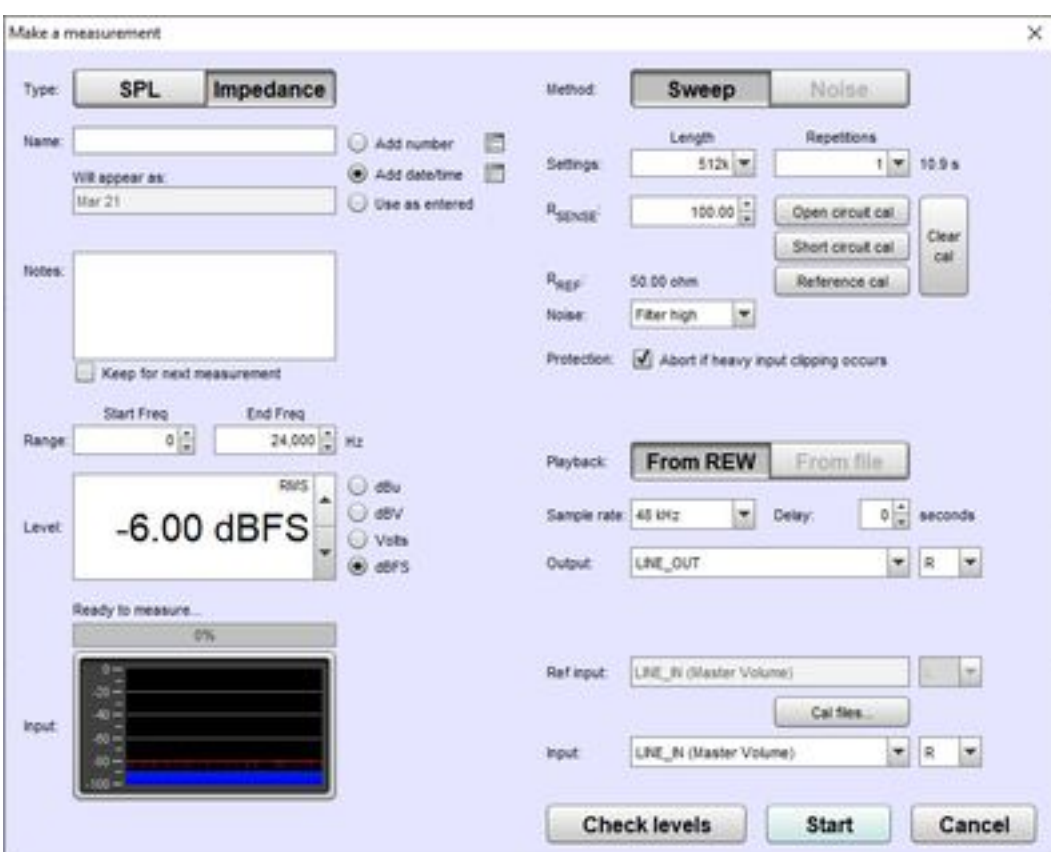 Make a measurement
Type: SPL Impedance
Name:
Add number
Add date/time
Use as entered
Will appear as:
Mar 21
Notes:
Keep for next measurement
Start Freq End Freq
Range: 0 24,000 Hz
RMS
Level: -6.00 dBFS
dBu
dBV
Volts
dBFS
Ready to measure...
0%
Input:
0
-20
-40
-60
-80
-100
Method: Sweep Noise
Length Repetitions
Settings: 512k 1 10.9 s
RSENSE: 100.00 Open circuit cal
Short circuit cal
Clear
cal
RREF: 50.00 ohm Reference cal
Noise: Filter high
Protection: Abort if heavy input clipping occurs
Playback: From REW From file
Sample rate: 48 kHz Delay: 0 seconds
Output: LINE_OUT R
Ref input: LINE_IN (Master Volume)
Cal files...
Input: LINE_IN (Master Volume) R
Check levels Start Cancel